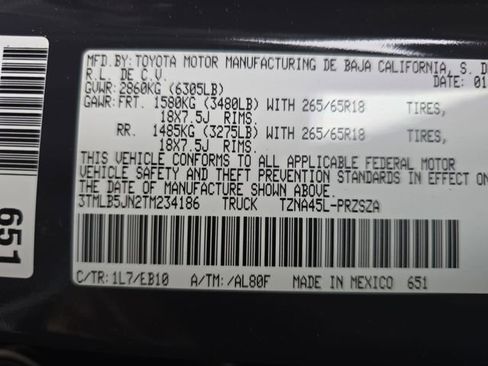 MFD.BY: TOYOTA MOTOR MANUFACTURING DE BAJA CALIFORNIA, S. DE
R.L. DE C.V. DATE: 01
GVWR: 2860KG (6305LB)
GAWR: FRT. 1580KG (3480LB) WITH 265/65R18 TIRES,
18X7.5J RIMS.
RR. 1485KG (3275LB) WITH 265/65R18 TIRES,
18X7.5J RIMS.
THIS VEHICLE CONFORMS TO ALL APPLICABLE FEDERAL MOTOR
VEHICLE SAFETY AND THEFT PREVENTION STANDARDS IN EFFECT ON
THE DATE OF MANUFACTURE SHOWN ABOVE.
3TMLB5JN2TM234186 TRUCK TZNA45L-PRZSZA
C/TR: 1L7/EB10 A/TM: /AL80F MADE IN MEXICO 651
651